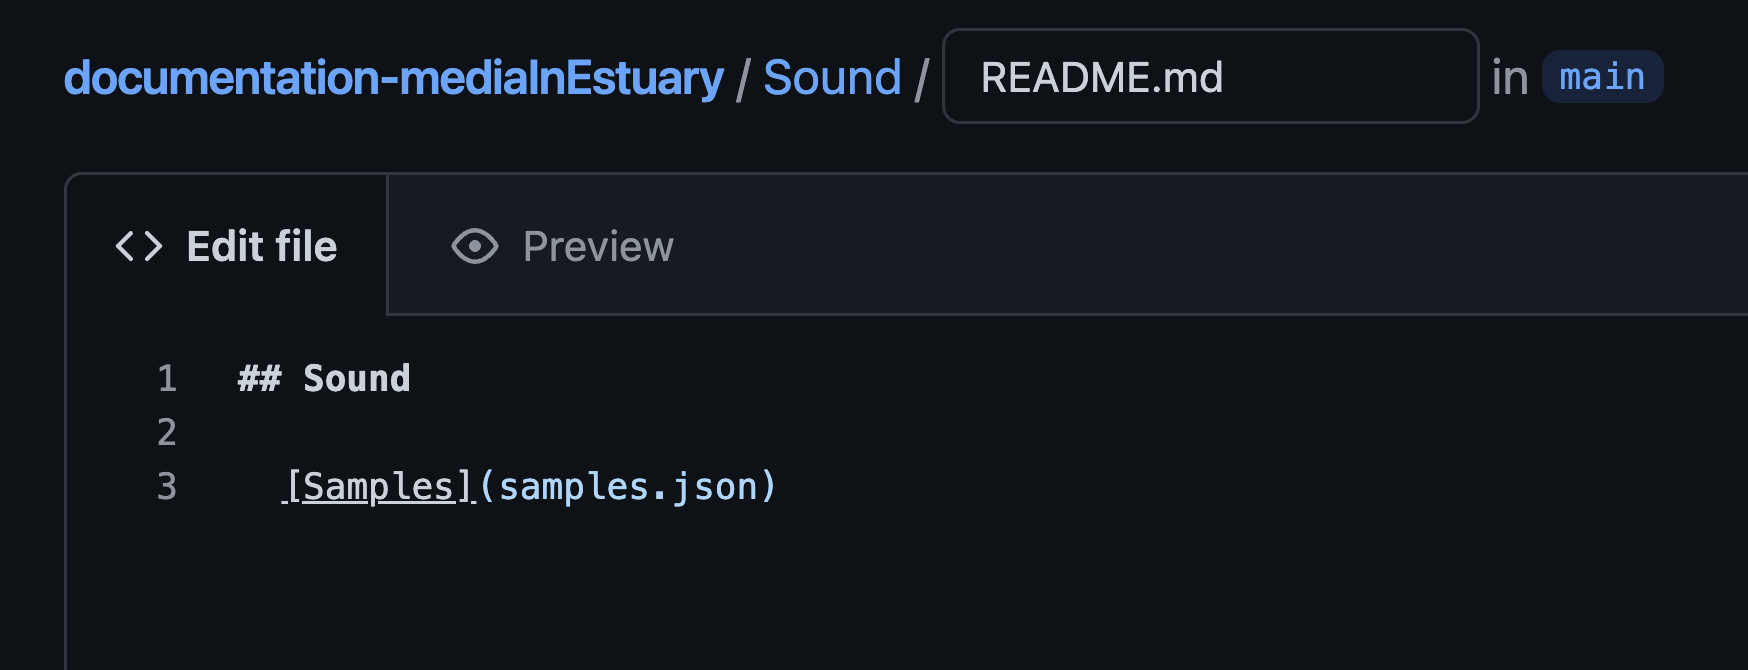 documentation-mediaInEstuary / Sound / README.md in main
<> Edit file Preview
1 ## Sound
2
3 [Samples](samples.json)